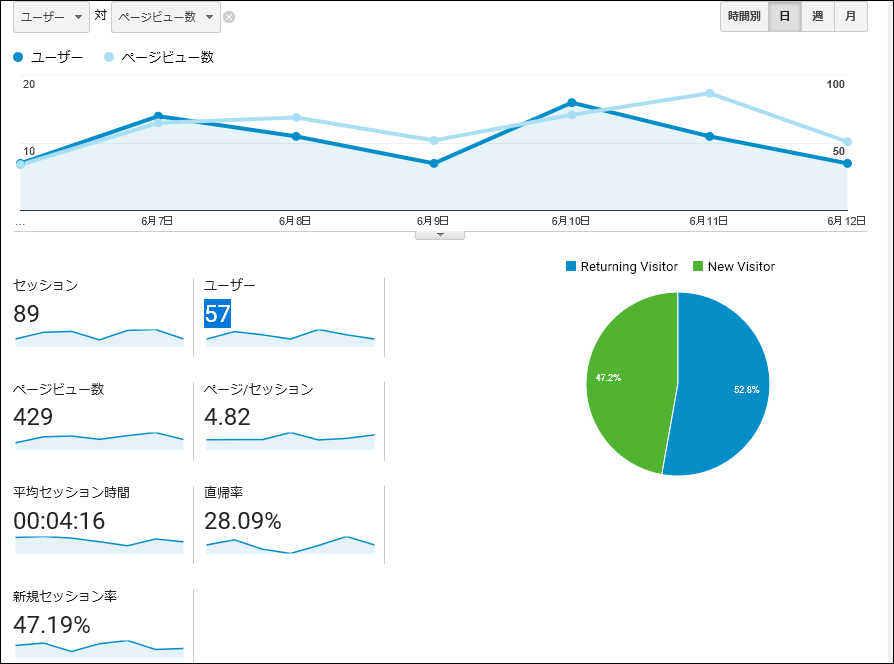 ユーザー 対 ページビュー数 時間別 日 週 月
ユーザー ページビュー数
20 100
10 50
... 6月7日 6月8日 6月9日 6月10日 6月11日 6月12日
Returning Visitor New Visitor
セッション ユーザー
89 57
ページビュー数 ページ/セッション
429 4.82
47.2% 52.8%
平均セッション時間 直帰率
00:04:16 28.09%
新規セッション率
47.19%